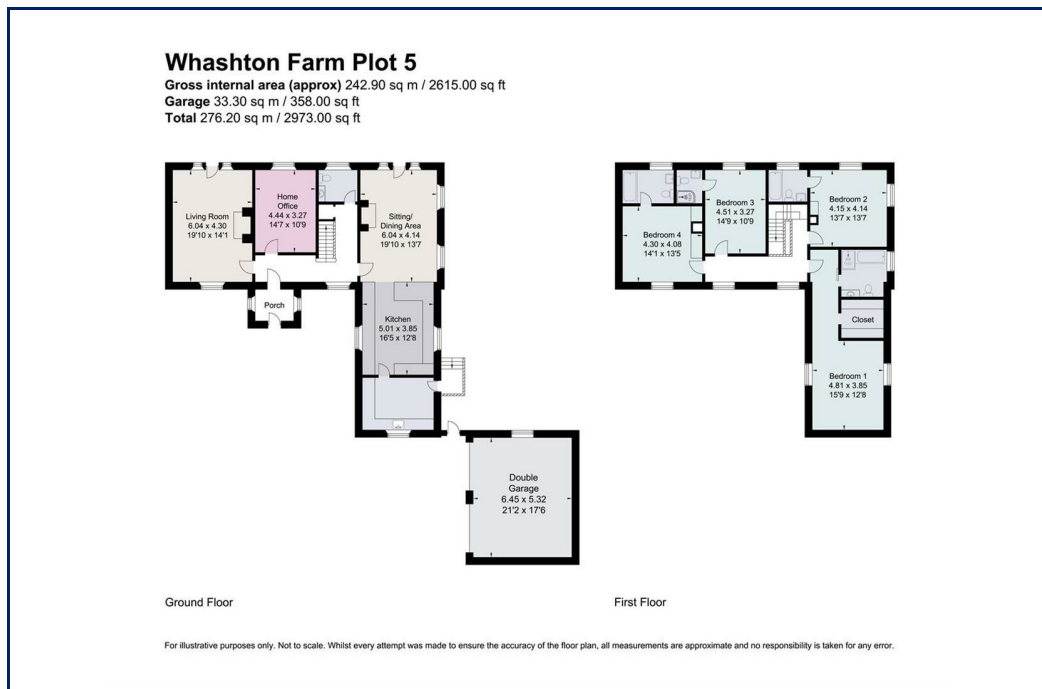 Whashton Farm Plot 5
Gross internal area (approx) 242.90 sq m / 2615.00 sq ft
Garage 33.30 sq m / 358.00 sq ft
Total 276.20 sq m / 2973.00 sq ft
Living Room
6.04 x 4.30
19'10 x 14'1
Home
Office
4.44 x 3.27
14'7 x 10'9
Sitting/
Dining Area
6.04 x 4.14
19'10 x 13'7
Porch
Kitchen
5.01 x 3.85
16'5 x 12'8
Double
Garage
6.45 x 5.32
21'2 x 17'6
Bedroom 4
4.30 x 4.08
14'1 x 13'5
Bedroom 3
4.51 x 3.27
14'9 x 10'9
Bedroom 2
4.15 x 4.14
13'7 x 13'7
Closet
Bedroom 1
4.81 x 3.85
15'9 x 12'8
Ground Floor
First Floor
For illustrative purposes only. Not to scale. Whilst every attempt was made to ensure the accuracy of the floor plan, all measurements are approximate and no responsibility is taken for any error.